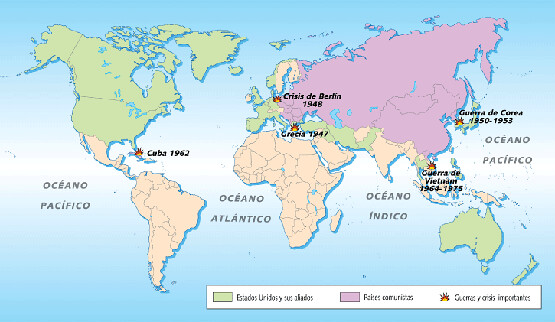 Crisis de Berlín
1948
Guerra de Corea
1950-1953
Grecia 1947
Cuba 1962
OCÉANO
PACÍFICO
Guerra de
Vietnám
1964-1975
OCÉANO
PACÍFICO
OCÉANO
ATLÁNTICO
OCÉANO
ÍNDICO
Estados Unidos y sus aliados
Países comunistas
Guerras y crisis importantes